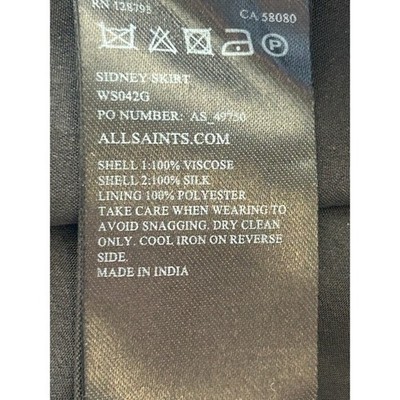 RN 128795 CA 58080
P
SIDNEY SKIRT
WS042G
PO NUMBER: AS_49750
ALLSAINTS.COM
SHELL 1:100% VISCOSE
SHELL 2:100% SILK
LINING 100% POLYESTER
TAKE CARE WHEN WEARING TO
AVOID SNAGGING. DRY CLEAN
ONLY. COOL IRON ON REVERSE
SIDE.
MADE IN INDIA